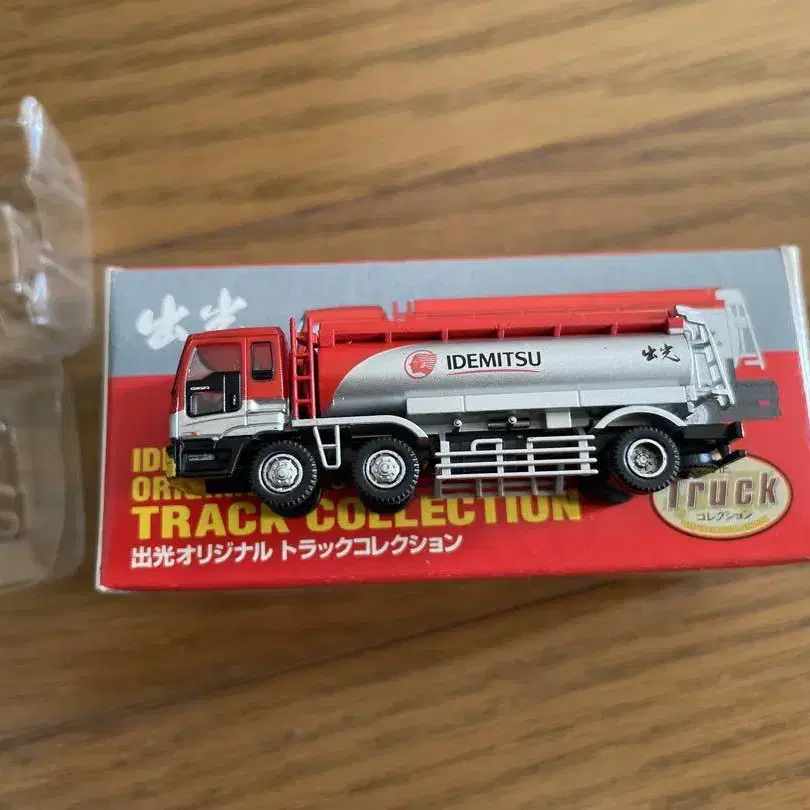 出光
IDEMITSU
出光
TRACK COLLECTION
出光オリジナル トラックコレクション
Truck
コレクション